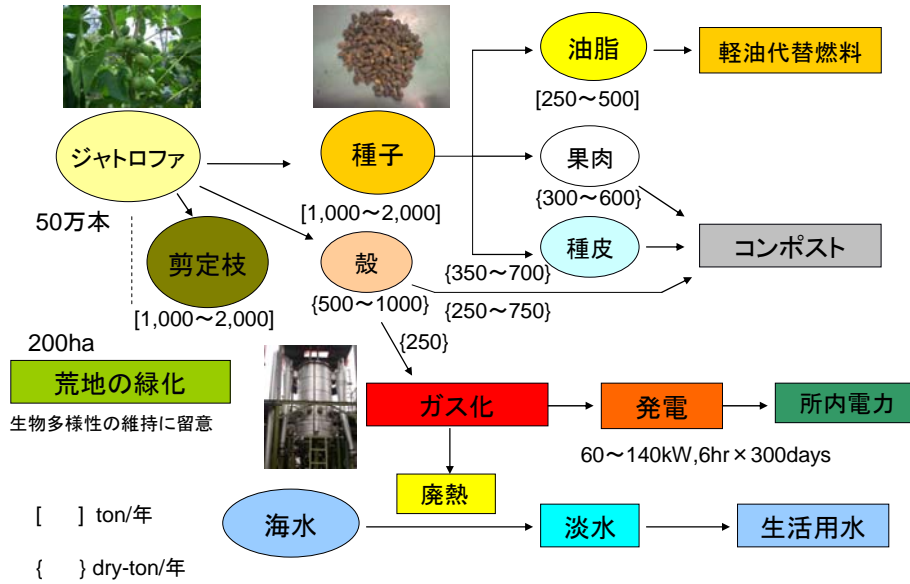 油脂
軽油代替燃料
[250~500]
ジャトロファ
種子
果肉
{300~600}
50万本
[1,000~2,000]
剪定枝
殻
種皮
コンポスト
{350~700}
{500~1000}
{250~750}
[1,000~2,000]
{250}
200ha
荒地の緑化
ガス化
発電
所内電力
生物多様性の維持に留意
60~140kW,6hr×300days
廃熱
[ ] ton/年
海水
淡水
生活用水
{ } dry-ton/年